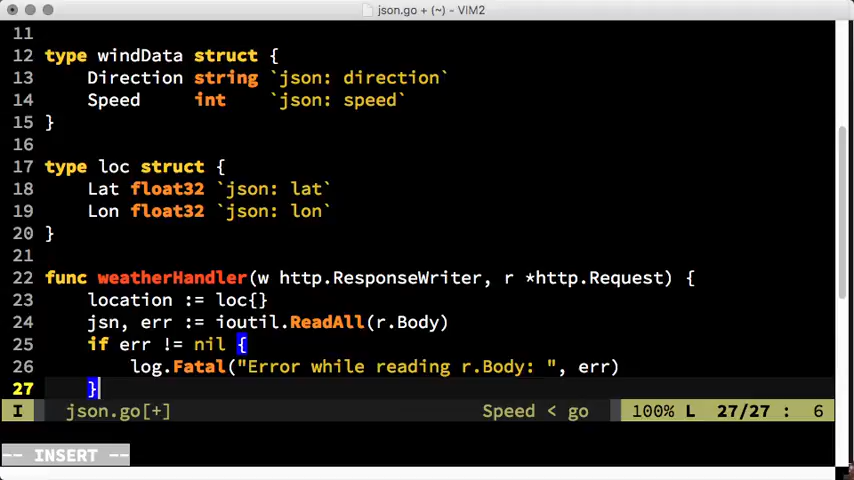 json.go + (~) - VIM2
11
12 type windData struct {
13 Direction string `json: direction`
14 Speed int `json: speed`
15 }
16
17 type loc struct {
18 Lat float32 `json: lat`
19 Lon float32 `json: lon`
20 }
21
22 func weatherHandler(w http.ResponseWriter, r *http.Request) {
23 location := loc{}
24 jsn, err := ioutil.ReadAll(r.Body)
25 if err != nil {
26 log.Fatal("Error while reading r.Body: ", err)
27 }
I json.go[+] Speed < go 100% L 27/27 : 6
-- INSERT --